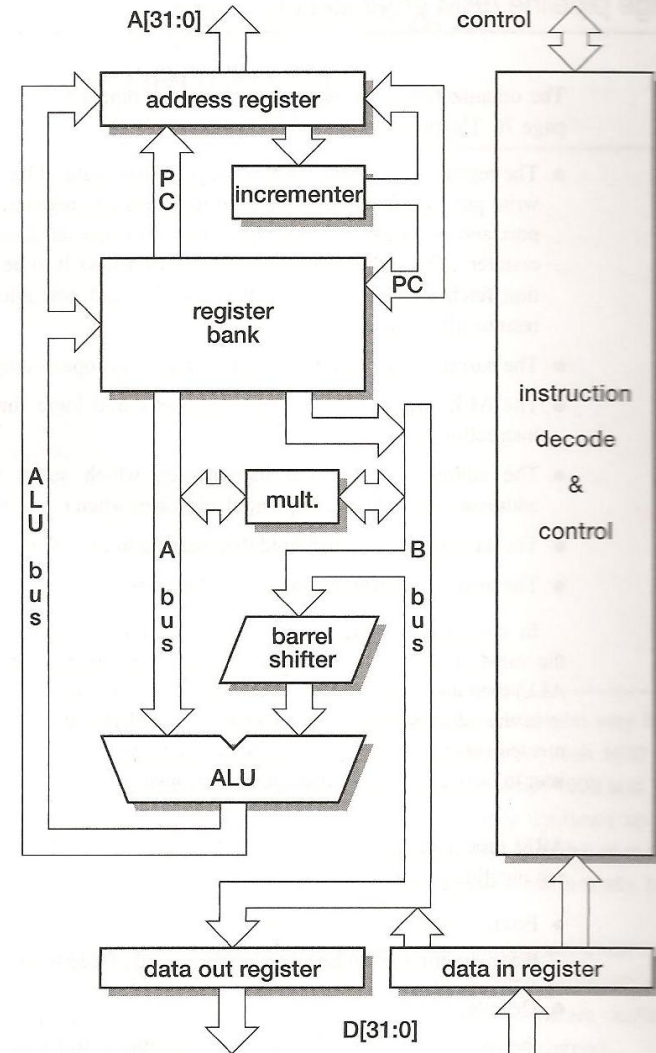 A[31:0]
control
address register
P
C
incrementer
PC
register
bank
instruction
decode
&
control
A
L
U
b
u
s
mult.
A
b
u
s
B
b
u
s
barrel
shifter
ALU
data out register
data in register
D[31:0]